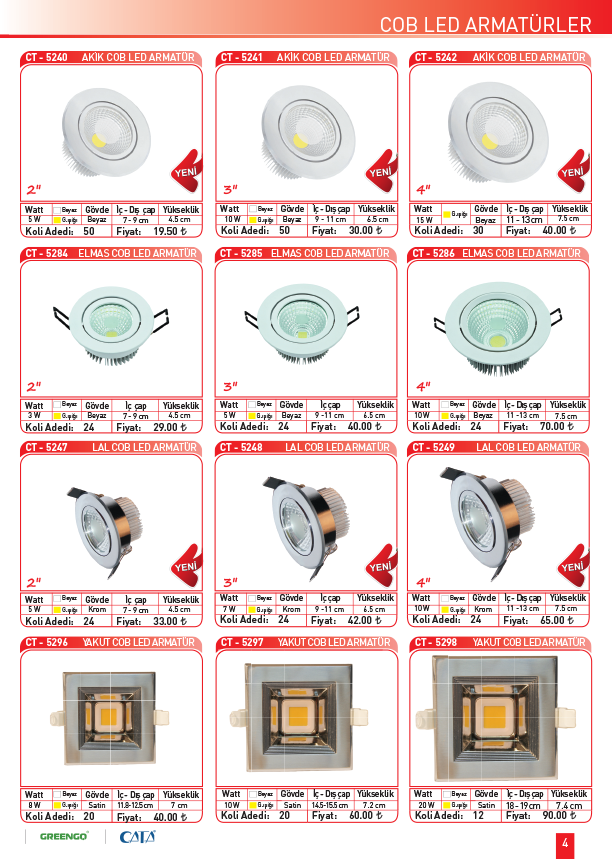 COB LED ARMATÜRLER
CT - 5240 AKİK COB LED ARMATÜR
YENİ
2"
Watt Beyaz Gövde İç - Dış çap Yükseklik
5 W G.ışığı Beyaz 7 - 9 cm 4.5 cm
Koli Adedi: 50 Fiyat: 19.50 ₺
CT - 5241 AKİK COB LED ARMATÜR
YENİ
3"
Watt Beyaz Gövde İç - Dış çap Yükseklik
10 W G.ışığı Beyaz 9 - 11 cm 6.5 cm
Koli Adedi: 50 Fiyat: 30.00 ₺
CT - 5242 AKİK COB LED ARMATÜR
YENİ
4"
Watt G.ışığı Gövde İç - Dış çap Yükseklik
15 W Beyaz 11 - 13 cm 7.5 cm
Koli Adedi: 30 Fiyat: 40.00 ₺
CT - 5284 ELMAS COB LED ARMATÜR
2"
Watt Beyaz Gövde İç çap Yükseklik
3 W G.ışığı Beyaz 7 - 9 cm 4.5 cm
Koli Adedi: 24 Fiyat: 29.00 ₺
CT - 5285 ELMAS COB LED ARMATÜR
3"
Watt Beyaz Gövde İç çap Yükseklik
5 W G.ışığı Beyaz 9 -11 cm 6.5 cm
Koli Adedi: 24 Fiyat: 40.00 ₺
CT - 5286 ELMAS COB LED ARMATÜR
4"
Watt Beyaz Gövde İç- Dış çap Yükseklik
10 W G.ışığı Beyaz 11 -13 cm 7.5 cm
Koli Adedi: 24 Fiyat: 70.00 ₺
CT - 5247 LAL COB LED ARMATÜR
YENİ
2"
Watt Beyaz Gövde İç - Dış çap Yükseklik
5 W G.ışığı Krom 7 - 9 cm 4.5 cm
Koli Adedi: 24 Fiyat: 33.00 ₺
CT - 5248 LAL COB LED ARMATÜR
YENİ
3"
Watt Beyaz Gövde İç - Dış çap Yükseklik
7 W G.ışığı Krom 9 -11 cm 6.5 cm
Koli Adedi: 24 Fiyat: 42.00 ₺
CT - 5249 LAL COB LED ARMATÜR
YENİ
4"
Watt Beyaz Gövde İç- Dış çap Yükseklik
10 W G.ışığı Krom 11 -13 cm 7.5 cm
Koli Adedi: 24 Fiyat: 65.00 ₺
CT - 5296 YAKUT COB LED ARMATÜR
Watt Beyaz Gövde İç- Dış çap Yükseklik
8 W G.ışığı Satin 11.8-12.5 cm 7 cm
Koli Adedi: 20 Fiyat: 40.00 ₺
CT - 5297 YAKUT COB LED ARMATÜR
Watt Beyaz Gövde İç - Dış çap Yükseklik
10 W G.ışığı Satin 14.5-15.5 cm 7.2 cm
Koli Adedi: 20 Fiyat: 60.00 ₺
CT - 5298 YAKUT COB LED ARMATÜR
Watt Beyaz Gövde İç- Dış çap Yükseklik
20 W G.ışığı Satin 18 - 19 cm 7.4 cm
Koli Adedi: 12 Fiyat: 90.00 ₺
GREENGO® CATA®
4